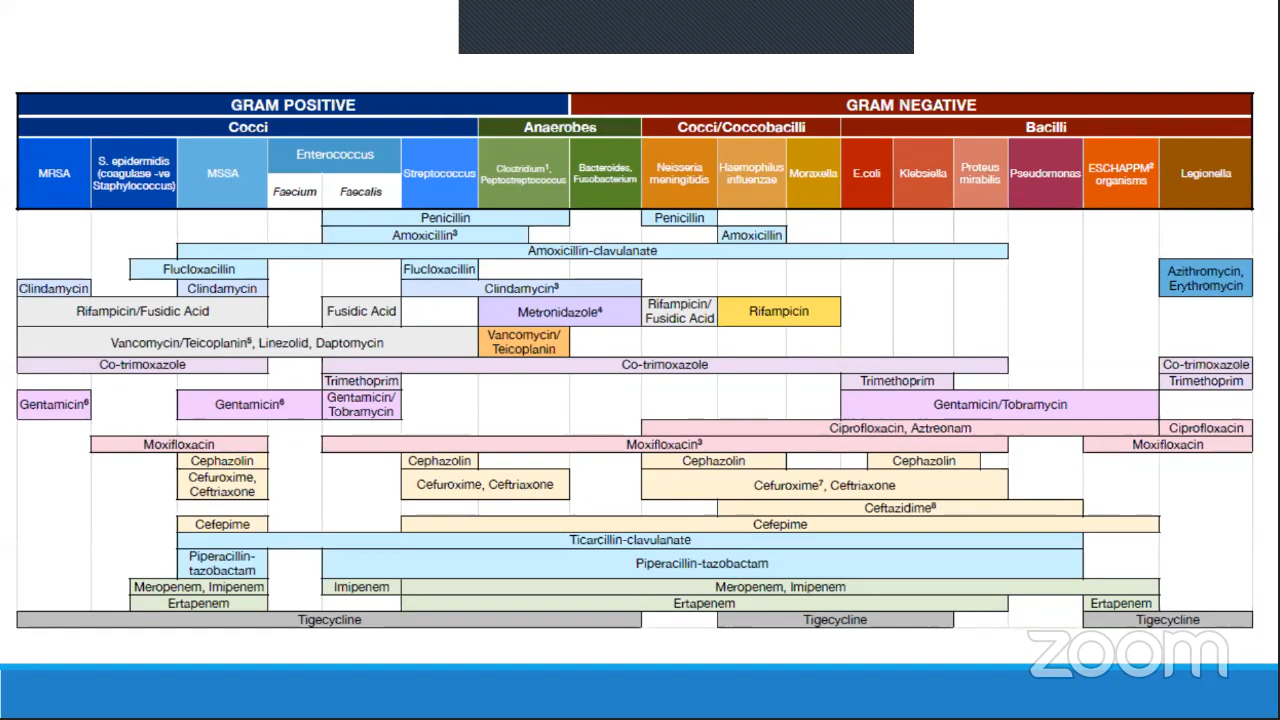 GRAM POSITIVE
GRAM NEGATIVE
Cocci
Anaerobes
Cocci/Coccobacilli
Bacilli
MRSA
S. epidermidis
(coagulase -ve
Staphylococcus)
MSSA
Enterococcus
Faecium
Faecalis
Streptococcus
Clostridium¹,
Peptostreptococcus
Bacteroides,
Fusobacterium
Neisseria
meningitidis
Haemophilus
influenzae
Moraxella
E.coli
Klebsiella
Proteus
mirabilis
Pseudomonas
ESCHAPPM²
organisms
Legionella
Penicillin
Penicillin
Amoxicillin³
Amoxicillin
Amoxicillin-clavulanate
Flucloxacillin
Flucloxacillin
Azithromycin,
Erythromycin
Clindamycin
Clindamycin
Clindamycin³
Rifampicin/Fusidic Acid
Fusidic Acid
Metronidazole⁴
Rifampicin/
Fusidic Acid
Rifampicin
Vancomycin/Teicoplanin⁵, Linezolid, Daptomycin
Vancomycin/
Teicoplanin
Co-trimoxazole
Co-trimoxazole
Co-trimoxazole
Trimethoprim
Trimethoprim
Trimethoprim
Gentamicin⁶
Gentamicin⁶
Gentamicin/
Tobramycin
Gentamicin/Tobramycin
Ciprofloxacin, Aztreonam
Ciprofloxacin
Moxifloxacin
Moxifloxacin³
Moxifloxacin
Cephazolin
Cephazolin
Cephazolin
Cephazolin
Cefuroxime,
Ceftriaxone
Cefuroxime, Ceftriaxone
Cefuroxime⁷, Ceftriaxone
Ceftazidime⁸
Cefepime
Cefepime
Ticarcillin-clavulanate
Piperacillin-
tazobactam
Piperacillin-tazobactam
Meropenem, Imipenem
Imipenem
Meropenem, Imipenem
Ertapenem
Ertapenem
Ertapenem
Tigecycline
Tigecycline
Tigecycline
zoom